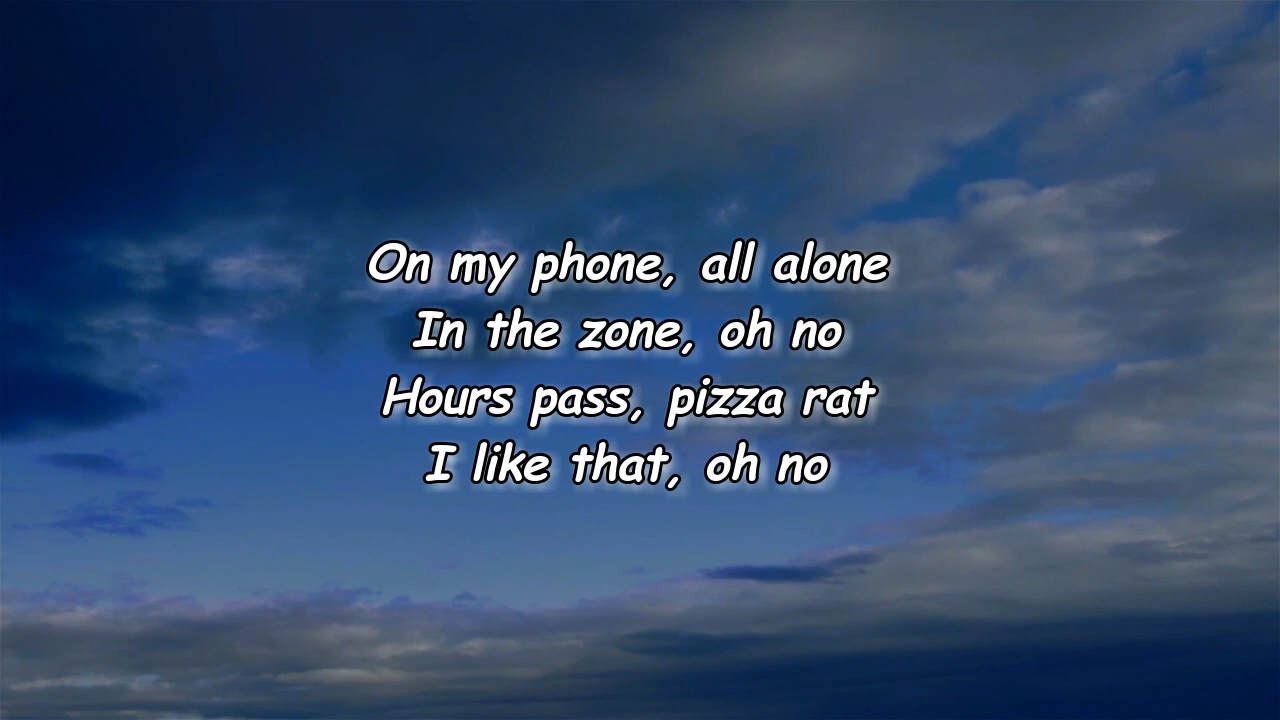 On my phone, all alone
In the zone, oh no
Hours pass, pizza rat
I like that, oh no